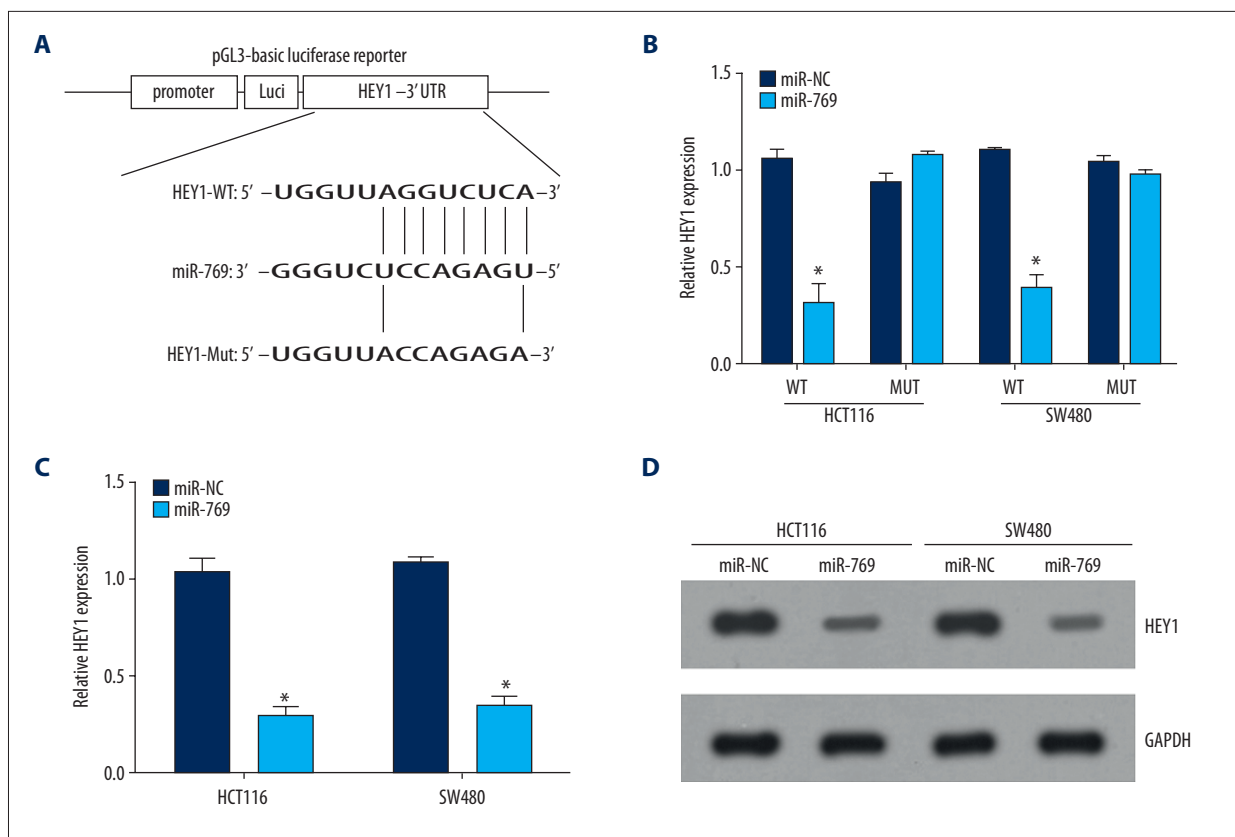 A
pGL3-basic luciferase reporter
promoter
Luci
HEY1 –3′ UTR
HEY1-WT: 5′ –UGGUUAGGUCUCA–3′
miR-769: 3′ –GGGUCUCCAGAGU–5′
HEY1-Mut: 5′ –UGGUUACCAGAGA–3′
B
miR-NC
miR-769
Relative HEY1 expression
1.5
1.0
0.5
0.0
WT MUT WT MUT
HCT116 SW480
*
*
C
miR-NC
miR-769
Relative HEY1 expression
1.5
1.0
0.5
0.0
*
*
HCT116 SW480
D
HCT116 SW480
miR-NC miR-769 miR-NC miR-769
HEY1
GAPDH